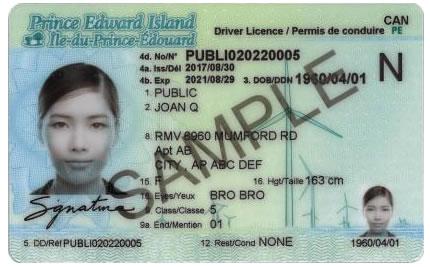 Prince Edward Island
Île-du-Prince-Édouard
Driver Licence / Permis de conduire
CAN
PE
4d. No/N° PUBLI020220005
4a. Iss/Dél 2017/08/30
4b. Exp 2021/08/29 3. DOB/DDN 1960/04/01
N
1. PUBLIC
2. JOAN Q
8. RMV 8960 MUMFORD RD
Apt AB
CITY, AP ABC DEF
15. F 16. Hgt/Taille 163 cm
Eyes/Yeux BRO BRO
9. Class/Classe 5
9a. End/Mention 01
SAMPLE
Signature
5. DD/Réf PUBLI020220005
12. Rest/Cond NONE
1960/04/01